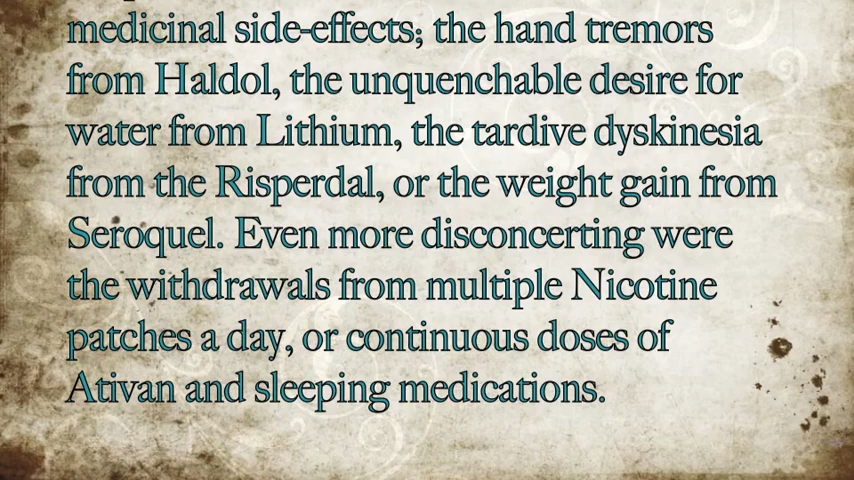 medicinal side-effects; the hand tremors
from Haldol, the unquenchable desire for
water from Lithium, the tardive dyskinesia
from the Risperdal, or the weight gain from
Seroquel. Even more disconcerting were
the withdrawals from multiple Nicotine
patches a day, or continuous doses of
Ativan and sleeping medications.